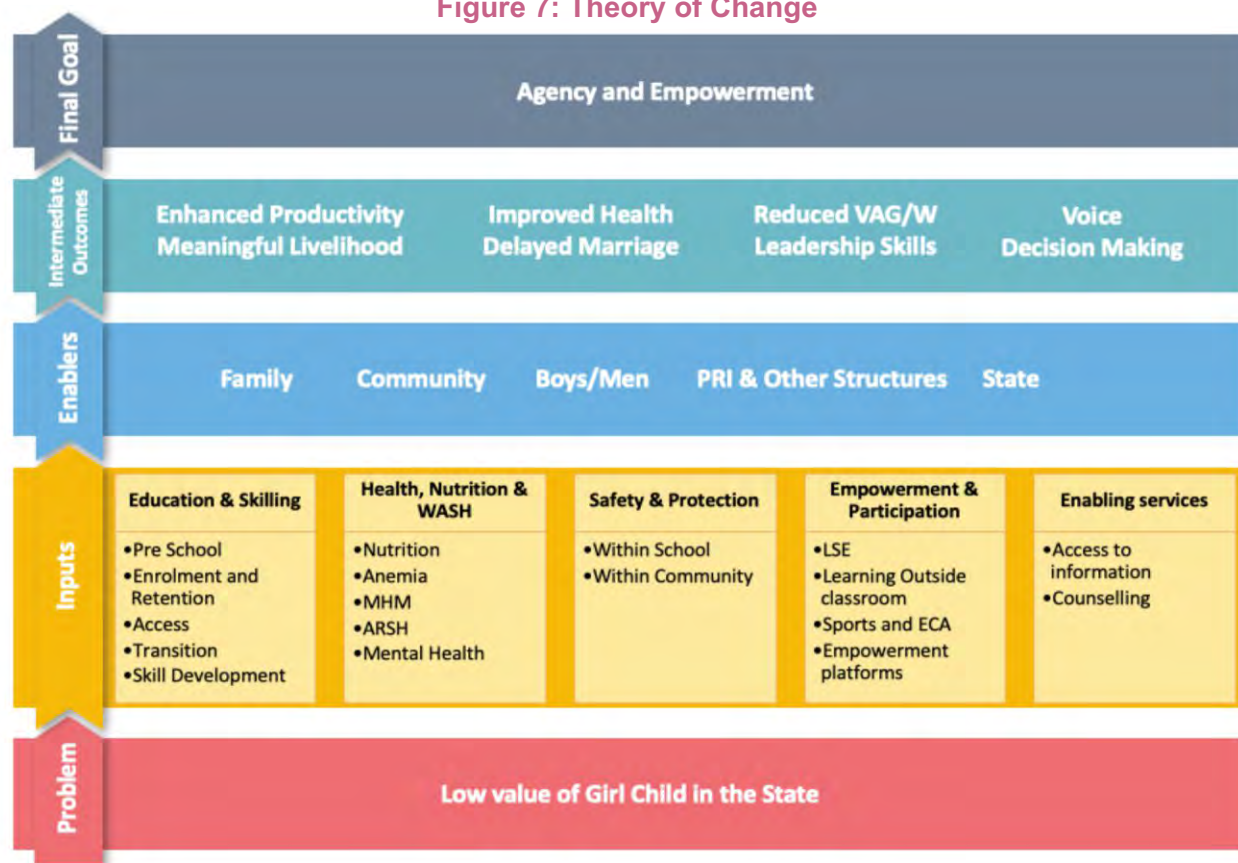 Figure 7: Theory of Change
Final Goal
Agency and Empowerment
Intermediate
Outcomes
Enhanced Productivity
Meaningful Livelihood
Improved Health
Delayed Marriage
Reduced VAG/W
Leadership Skills
Voice
Decision Making
Enablers
Family
Community
Boys/Men
PRI & Other Structures
State
Inputs
Education & Skilling
•Pre School
•Enrolment and
Retention
•Access
•Transition
•Skill Development
Health, Nutrition &
WASH
•Nutrition
•Anemia
•MHM
•ARSH
•Mental Health
Safety & Protection
•Within School
•Within Community
Empowerment &
Participation
•LSE
•Learning Outside
classroom
•Sports and ECA
•Empowerment
platforms
Enabling services
•Access to
information
•Counselling
Problem
Low value of Girl Child in the State